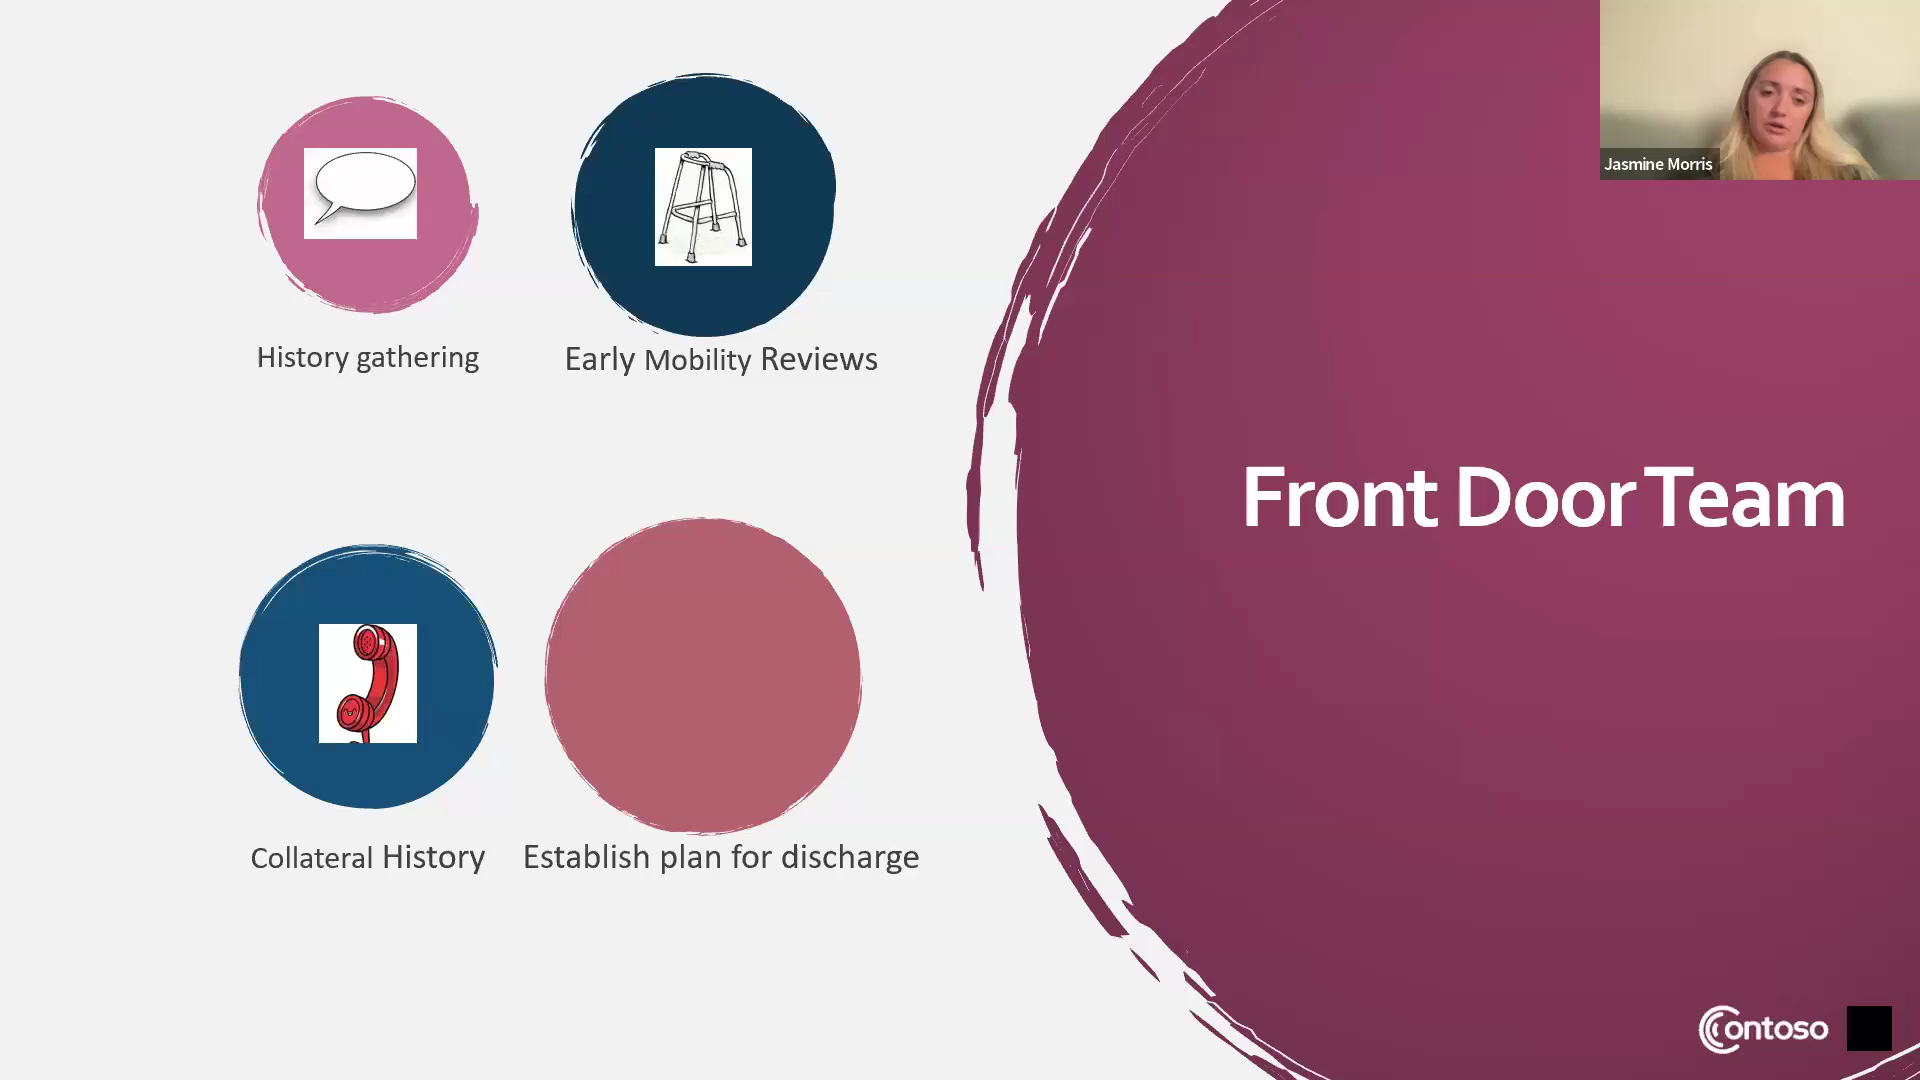 Jasmine Morris
History gathering
Early Mobility Reviews
Front Door Team
Collateral History
Establish plan for discharge
Contoso